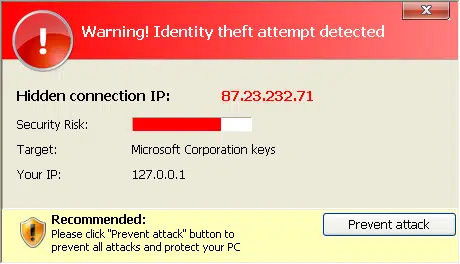 Warning! Identity theft attempt detected
Hidden connection IP: 87.23.232.71
Security Risk:
Target: Microsoft Corporation keys
Your IP: 127.0.0.1
Recommended:
Please click "Prevent attack" button to
prevent all attacks and protect your PC
Prevent attack